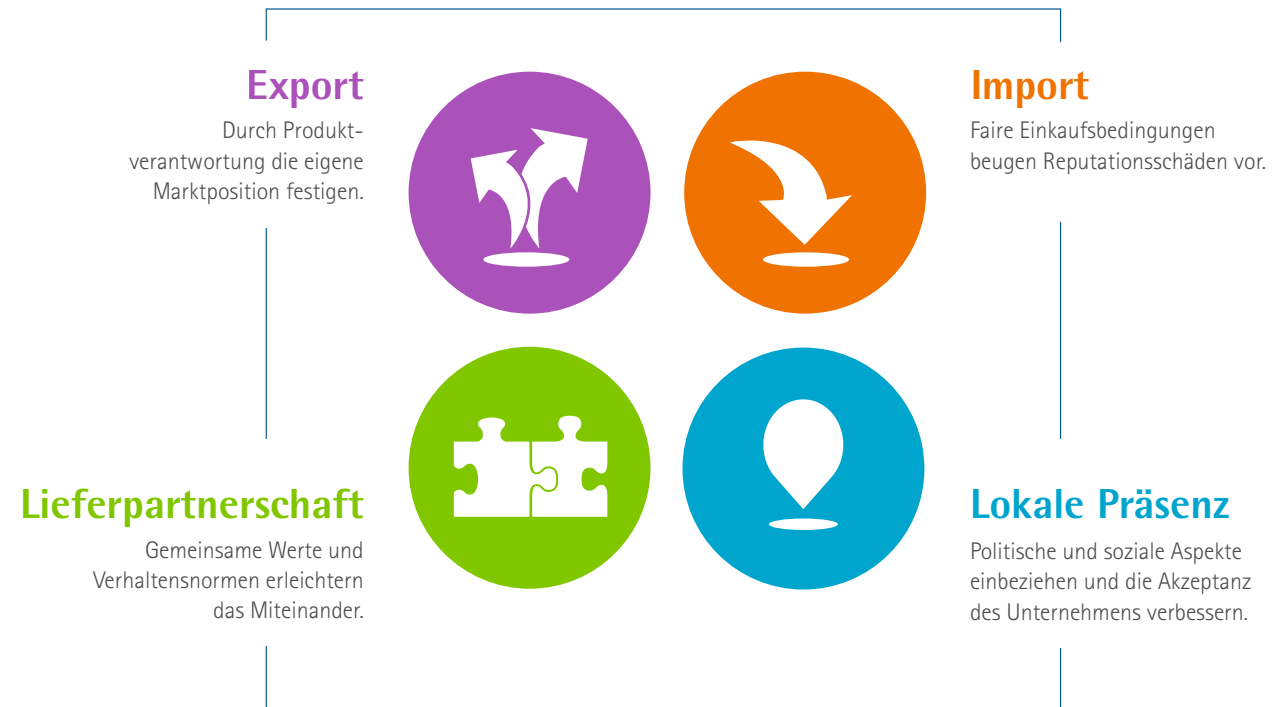 Export
Durch Produkt-
verantwortung die eigene
Marktposition festigen.
Import
Faire Einkaufsbedingungen
beugen Reputationsschäden vor.
Lieferpartnerschaft
Gemeinsame Werte und
Verhaltensnormen erleichtern
das Miteinander.
Lokale Präsenz
Politische und soziale Aspekte
einbeziehen und die Akzeptanz
des Unternehmens verbessern.